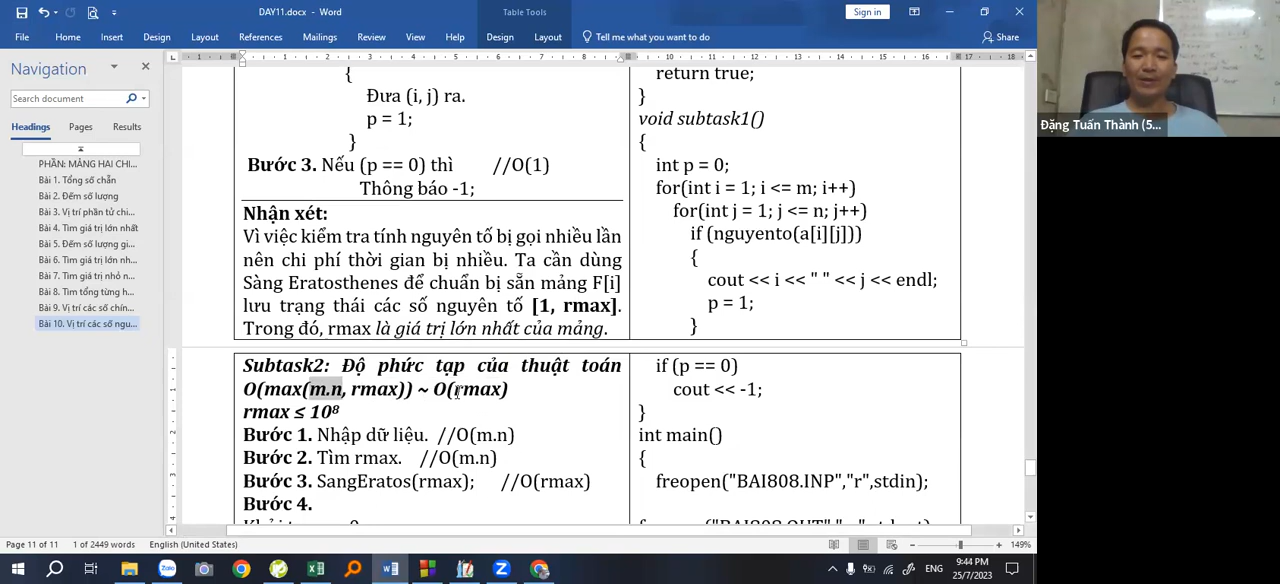 DAY11.docx - Word
Table Tools
Sign in
File Home Insert Design Layout References Mailings Review View Help Design Layout Tell me what you want to do Share
Navigation
Search document
Headings Pages Results
PHẦN: MẢNG HAI CHI...
Bài 1. Tổng số chẵn
Bài 2. Đếm số lượng
Bài 3. Vị trí phần tử chi...
Bài 4. Tìm giá trị lớn nhất
Bài 5. Đếm số lượng gi...
Bài 6. Tìm giá trị lớn nh...
Bài 7. Tìm giá trị nhỏ n...
Bài 8. Tìm tổng từng h...
Bài 9. Vị trí các số chín...
Bài 10. Vị trí các số ngu...
{
Đưa (i, j) ra.
p = 1;
}
Bước 3. Nếu (p == 0) thì //O(1)
Thông báo -1;
Nhận xét:
Vì việc kiểm tra tính nguyên tố bị gọi nhiều lần
nên chi phí thời gian bị nhiều. Ta cần dùng
Sàng Eratosthenes để chuẩn bị sẵn mảng F[i]
lưu trạng thái các số nguyên tố [1, rmax].
Trong đó, rmax là giá trị lớn nhất của mảng.
return true;
}
void subtask1()
{
int p = 0;
for(int i = 1; i <= m; i++)
for(int j = 1; j <= n; j++)
if (nguyento(a[i][j]))
{
cout << i << " " << j << endl;
p = 1;
}
Subtask2: Độ phức tạp của thuật toán
O(max(m.n, rmax)) ~ O(rmax)
rmax ≤ 10⁸
Bước 1. Nhập dữ liệu. //O(m.n)
Bước 2. Tìm rmax. //O(m.n)
Bước 3. SangEratos(rmax); //O(rmax)
Bước 4.
if (p == 0)
cout << -1;
}
int main()
{
freopen("BAI808.INP","r",stdin);
Đặng Tuấn Thành (5...
Page 11 of 11 1 of 2449 words English (United States) 149%
Zalo
ENG
9:44 PM
25/7/2023